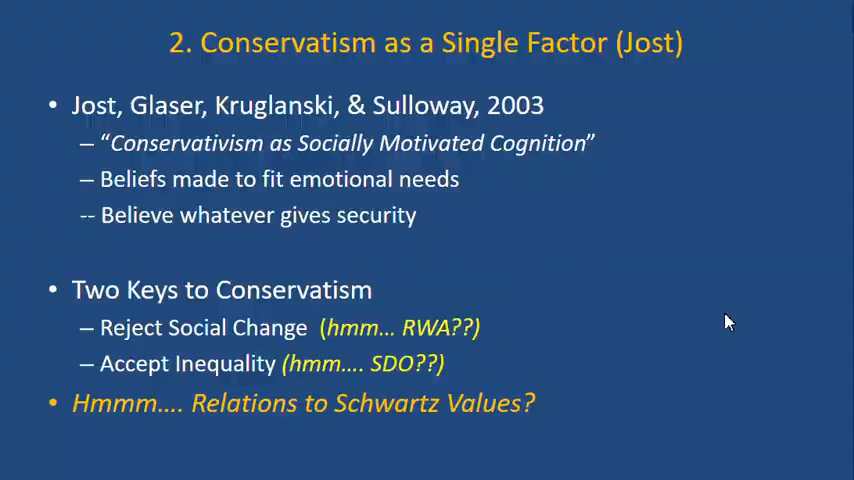 2. Conservatism as a Single Factor (Jost)
• Jost, Glaser, Kruglanski, & Sulloway, 2003
– “Conservativism as Socially Motivated Cognition”
– Beliefs made to fit emotional needs
-- Believe whatever gives security
• Two Keys to Conservatism
– Reject Social Change (hmm... RWA??)
– Accept Inequality (hmm.... SDO??)
• Hmmm.... Relations to Schwartz Values?